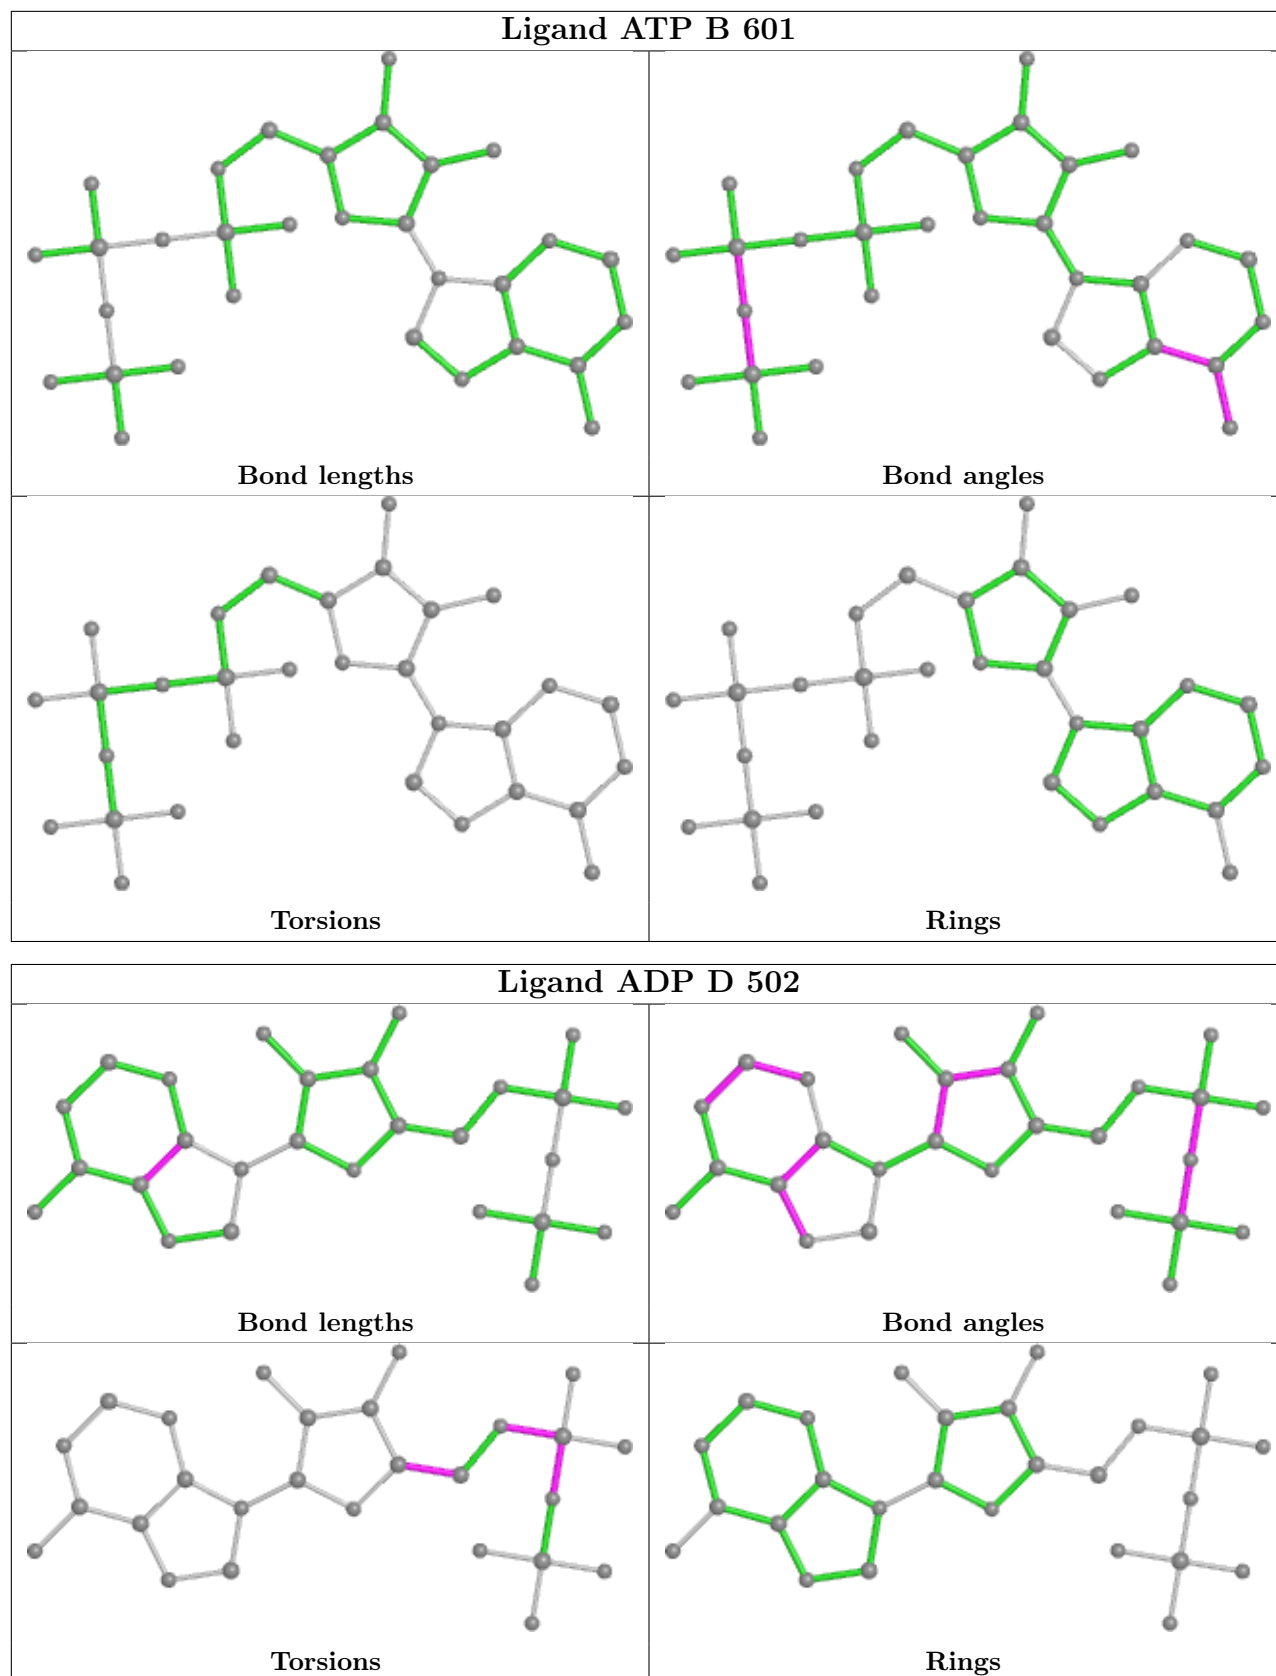 Ligand ATP B 601
Bond lengths
Bond angles
Torsions
Rings
Ligand ADP D 502
Bond lengths
Bond angles
Torsions
Rings